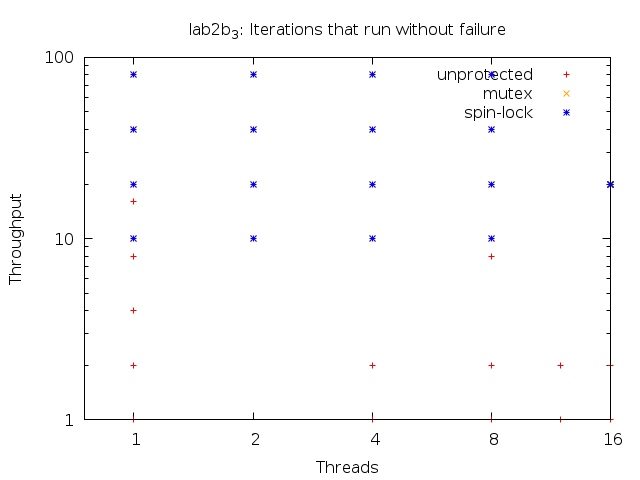 lab2b3: Iterations that run without failure
100
unprotected
mutex
spin-lock
Throughput
10
1
1 2 4 8 16
Threads